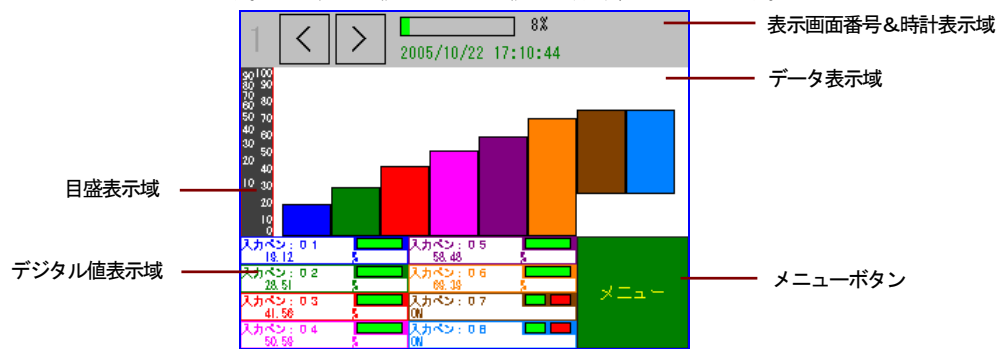 1 < > 8%
2005/10/22 17:10:44
表示画面番号&時計表示域
データ表示域
目盛表示域
デジタル値表示域
メニューボタン
90 80 70 60 50 40 30 20 10
100 90 80 70 60 50 40 30 20 10 0
入力ペン: 01
19.12 %
入力ペン: 02
28.51 %
入力ペン: 03
41.56 %
入力ペン: 04
50.56 %
入力ペン: 05
58.48 %
入力ペン: 06
69.39 %
入力ペン: 07
ON
入力ペン: 08
ON
メニュー